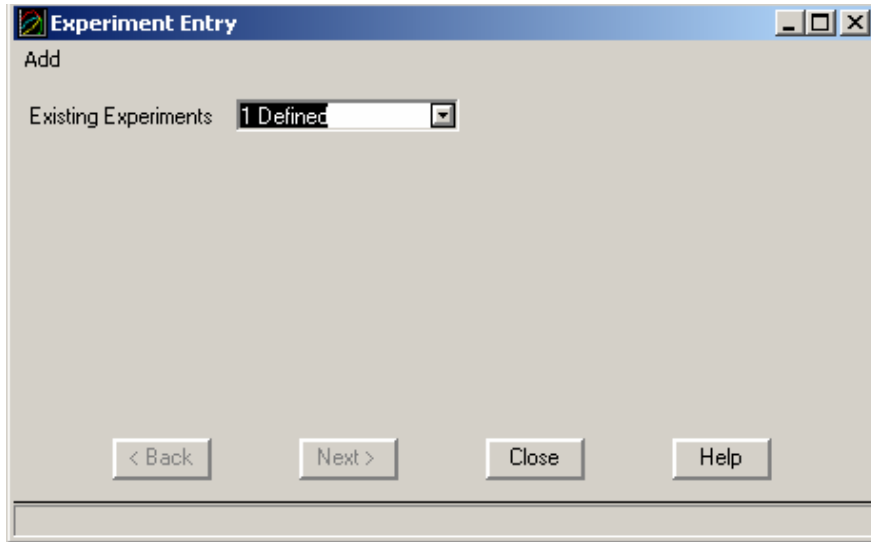 Experiment Entry
Add
Existing Experiments 1 Defined
< Back Next > Close Help